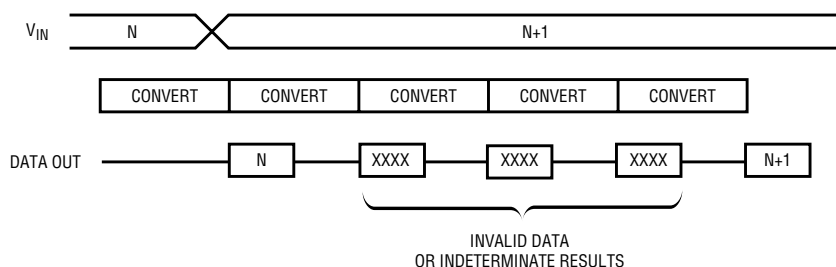 VIN N N+1
CONVERT CONVERT CONVERT CONVERT CONVERT
DATA OUT N XXXX XXXX XXXX N+1
INVALID DATA
OR INDETERMINATE RESULTS